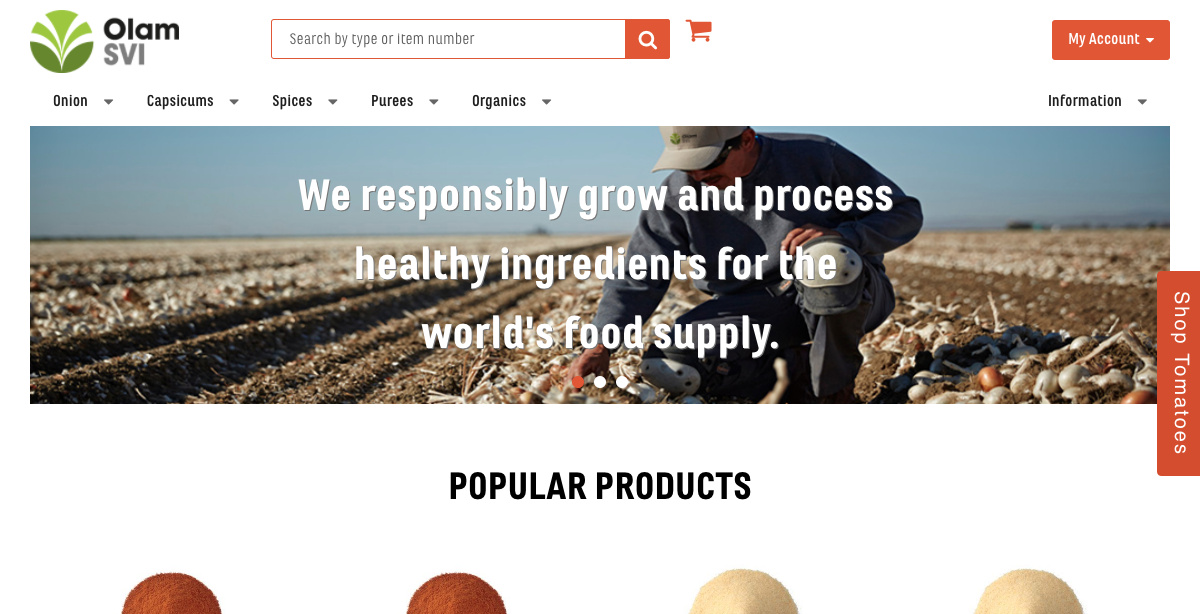 Olam
SVI
Search by type or item number
My Account
Onion
Capsicums
Spices
Purees
Organics
Information
We responsibly grow and process
healthy ingredients for the
world's food supply.
Shop Tomatoes
POPULAR PRODUCTS